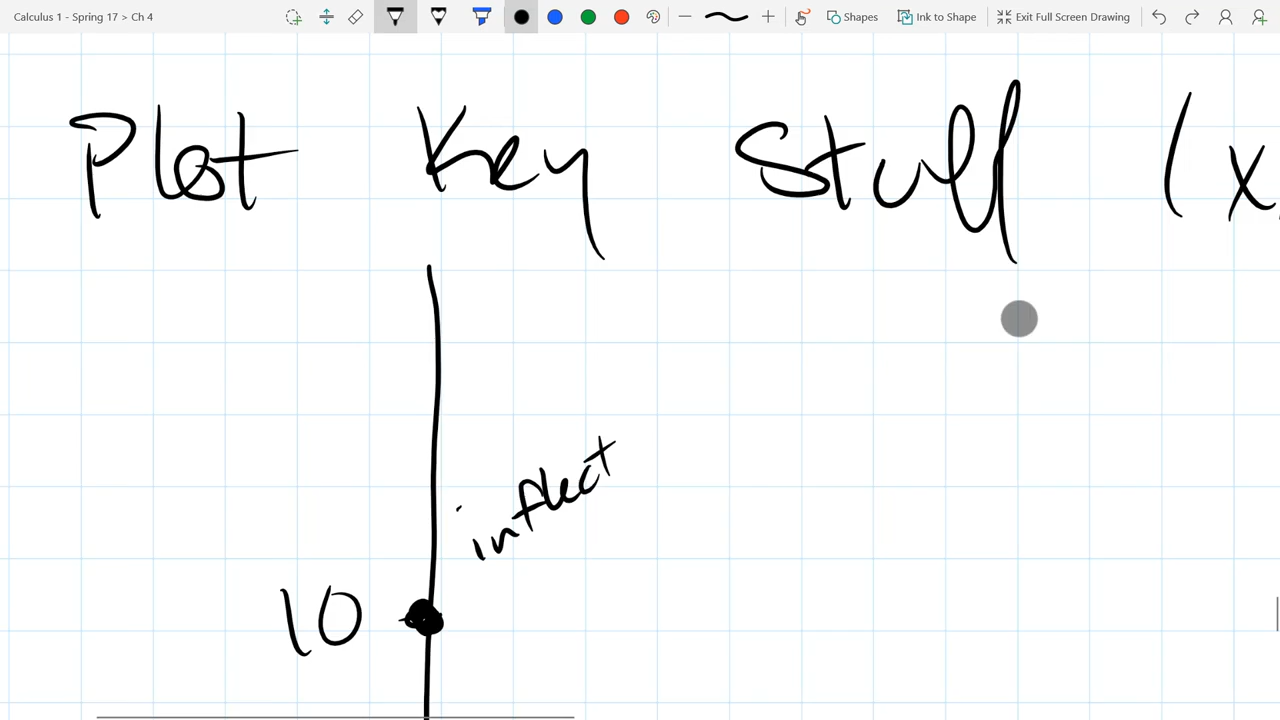 Calculus 1 - Spring 17 > Ch 4 Shapes Ink to Shape Exit Full Screen Drawing
Plot Key Stuff (x
inflect
10